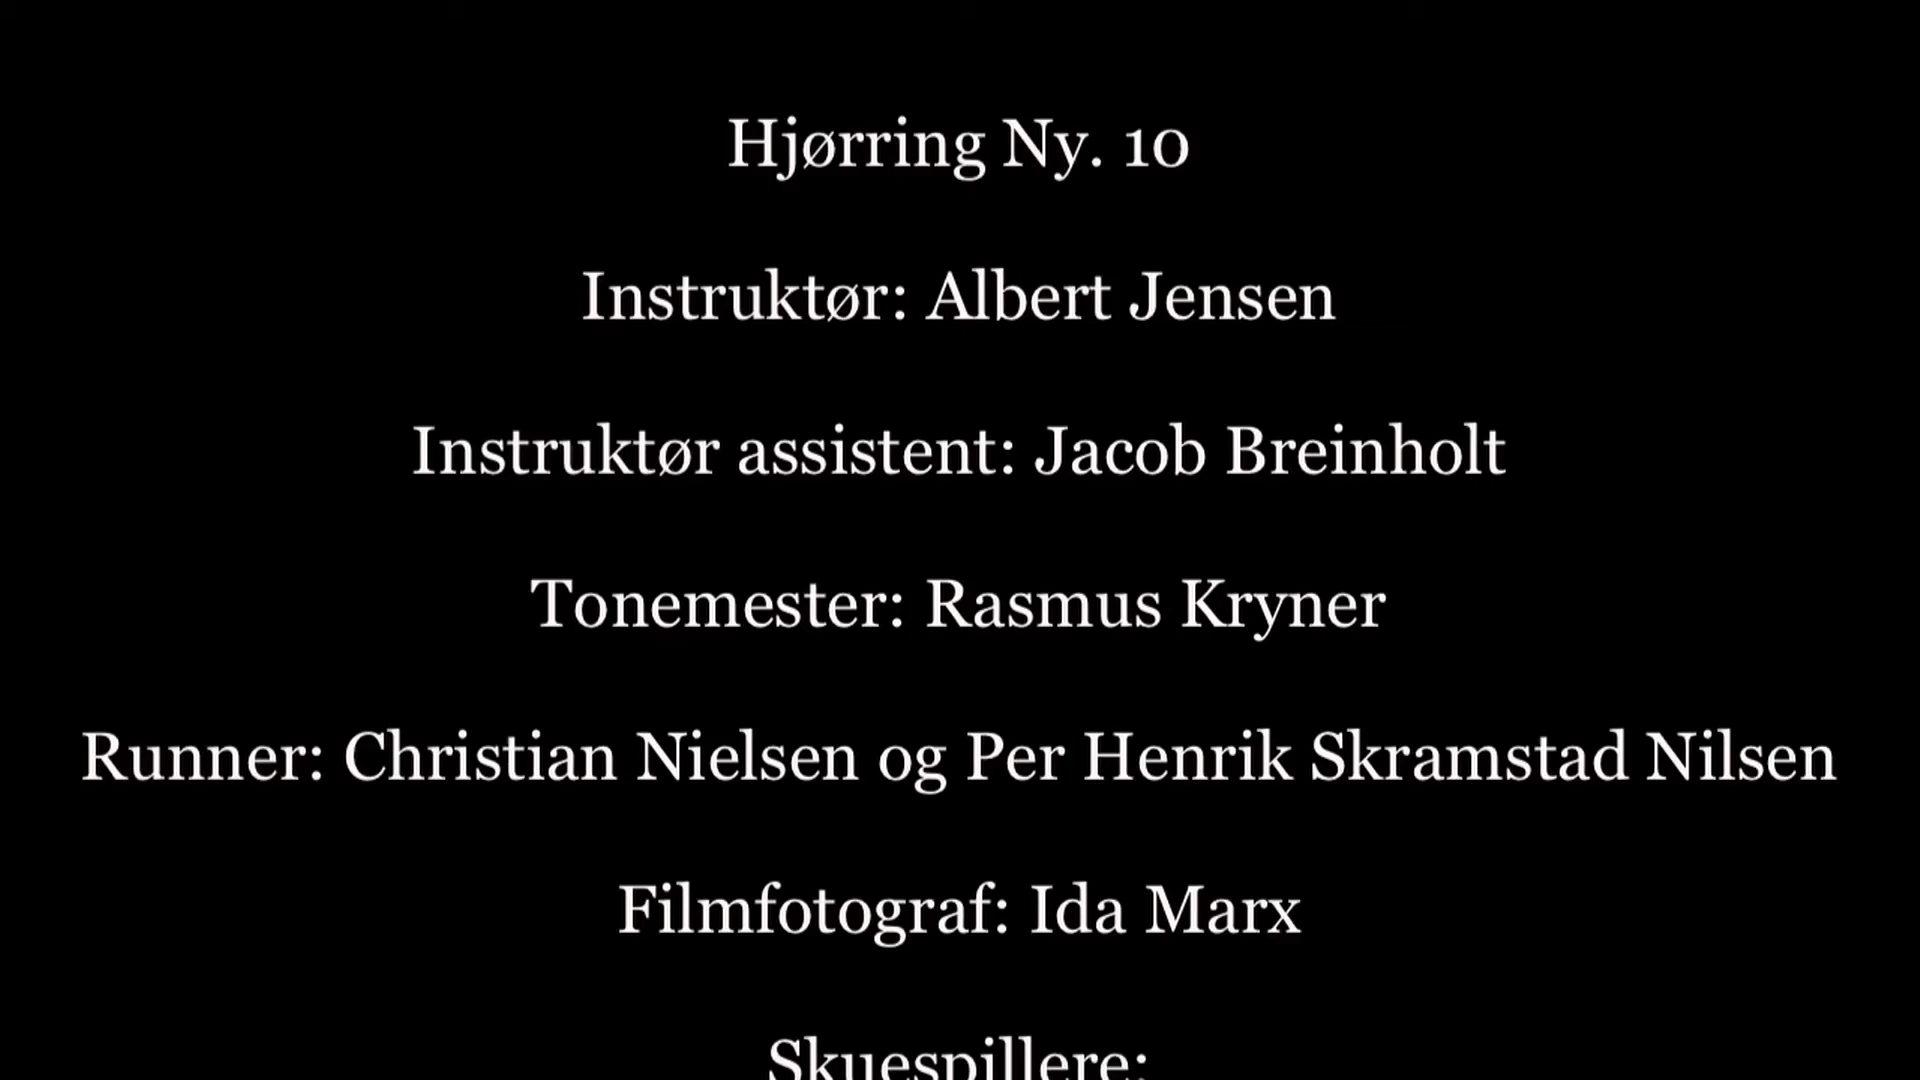 Hjørring Ny. 10
Instruktør: Albert Jensen
Instruktør assistent: Jacob Breinholt
Tonemester: Rasmus Kryner
Runner: Christian Nielsen og Per Henrik Skramstad Nilsen
Filmfotograf: Ida Marx
Skuespillere: